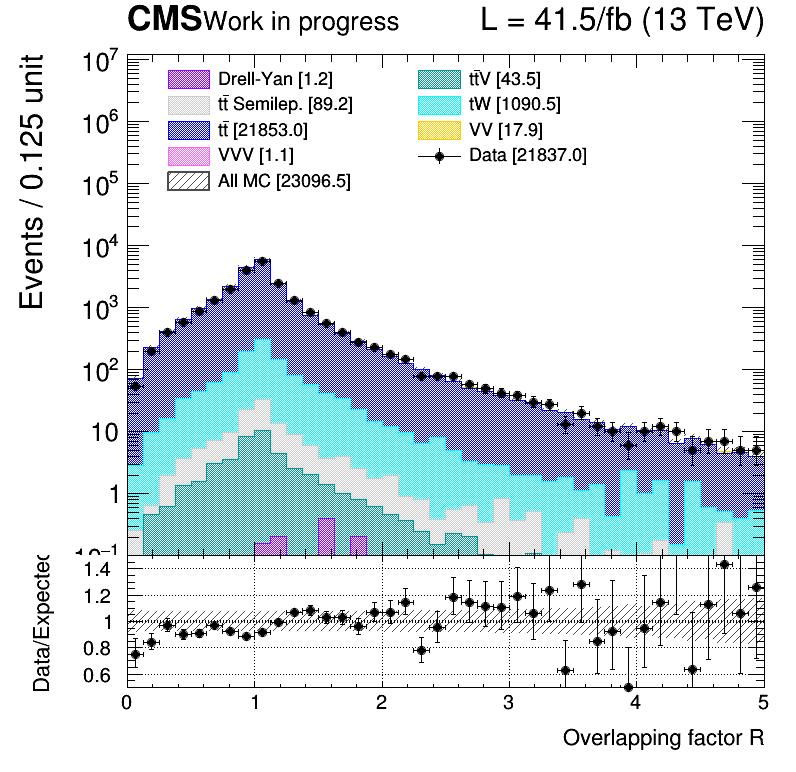 CMS Work in progress L = 41.5/fb (13 TeV)
Events / 0.125 unit
10⁷
10⁶
10⁵
10⁴
10³
10²
10
1
10⁻¹
Drell-Yan [1.2]
tt̄ Semilep. [89.2]
tt̄ [21853.0]
VVV [1.1]
All MC [23096.5]
tt̄V [43.5]
tW [1090.5]
VV [17.9]
Data [21837.0]
Data/Expected
1.4
1.2
1
0.8
0.6
0 1 2 3 4 5
Overlapping factor R